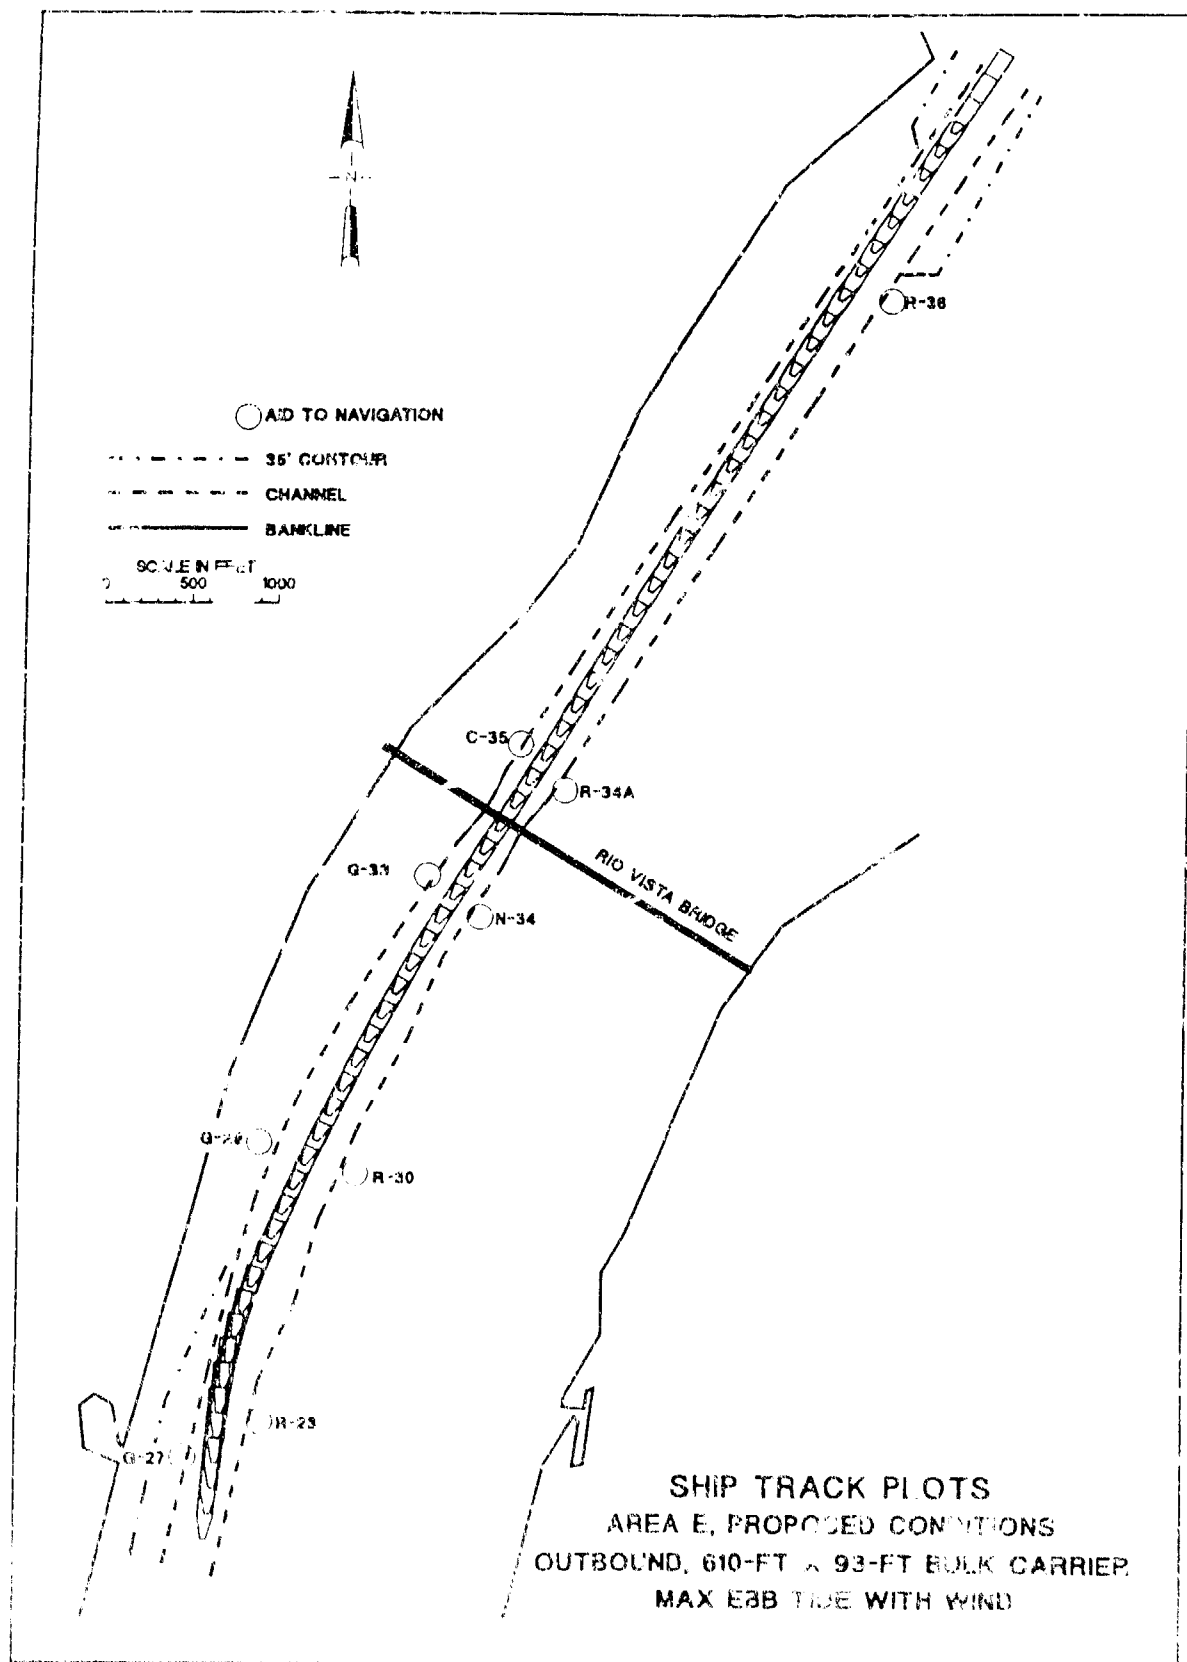 N
R-36
AID TO NAVIGATION
35' CONTOUR
CHANNEL
BANKLINE
SCALE IN FEET
0 500 1000
C-35
R-34A
RIO VISTA BRIDGE
G-33
N-34
G-29
R-30
R-23
G-27
SHIP TRACK PLOTS
AREA E, PROPOSED CONDITIONS
OUTBOUND, 610-FT X 93-FT BULK CARRIER
MAX EBB TIDE WITH WIND